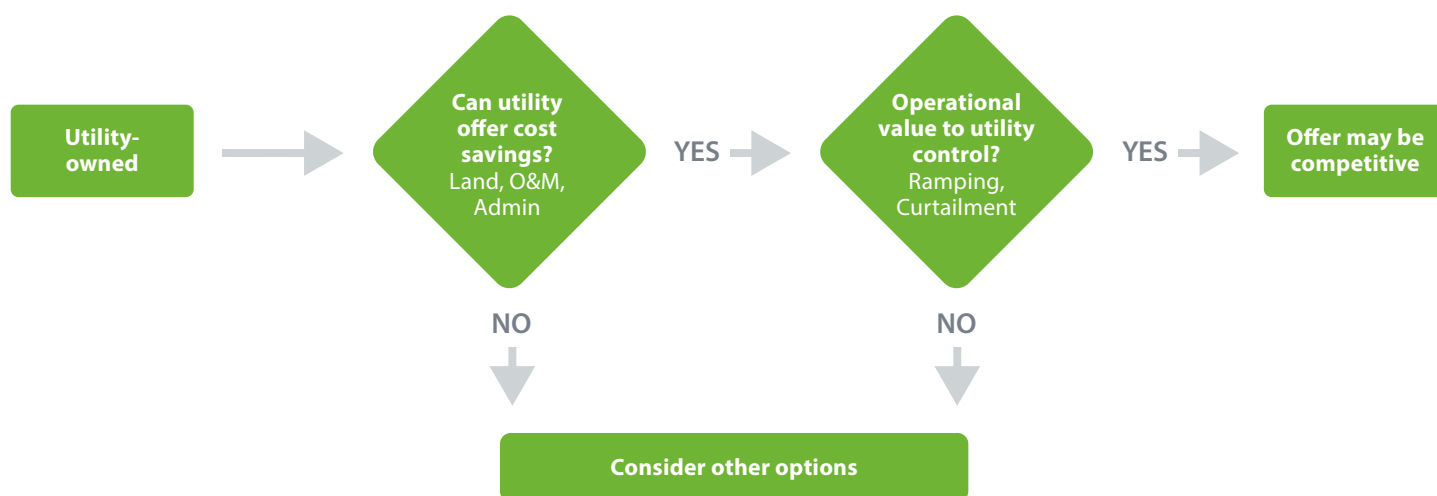 Utility-
owned
Can utility
offer cost
savings?
Land, O&M,
Admin
YES
Operational
value to utility
control?
Ramping,
Curtailment
YES
Offer may be
competitive
NO
NO
Consider other options